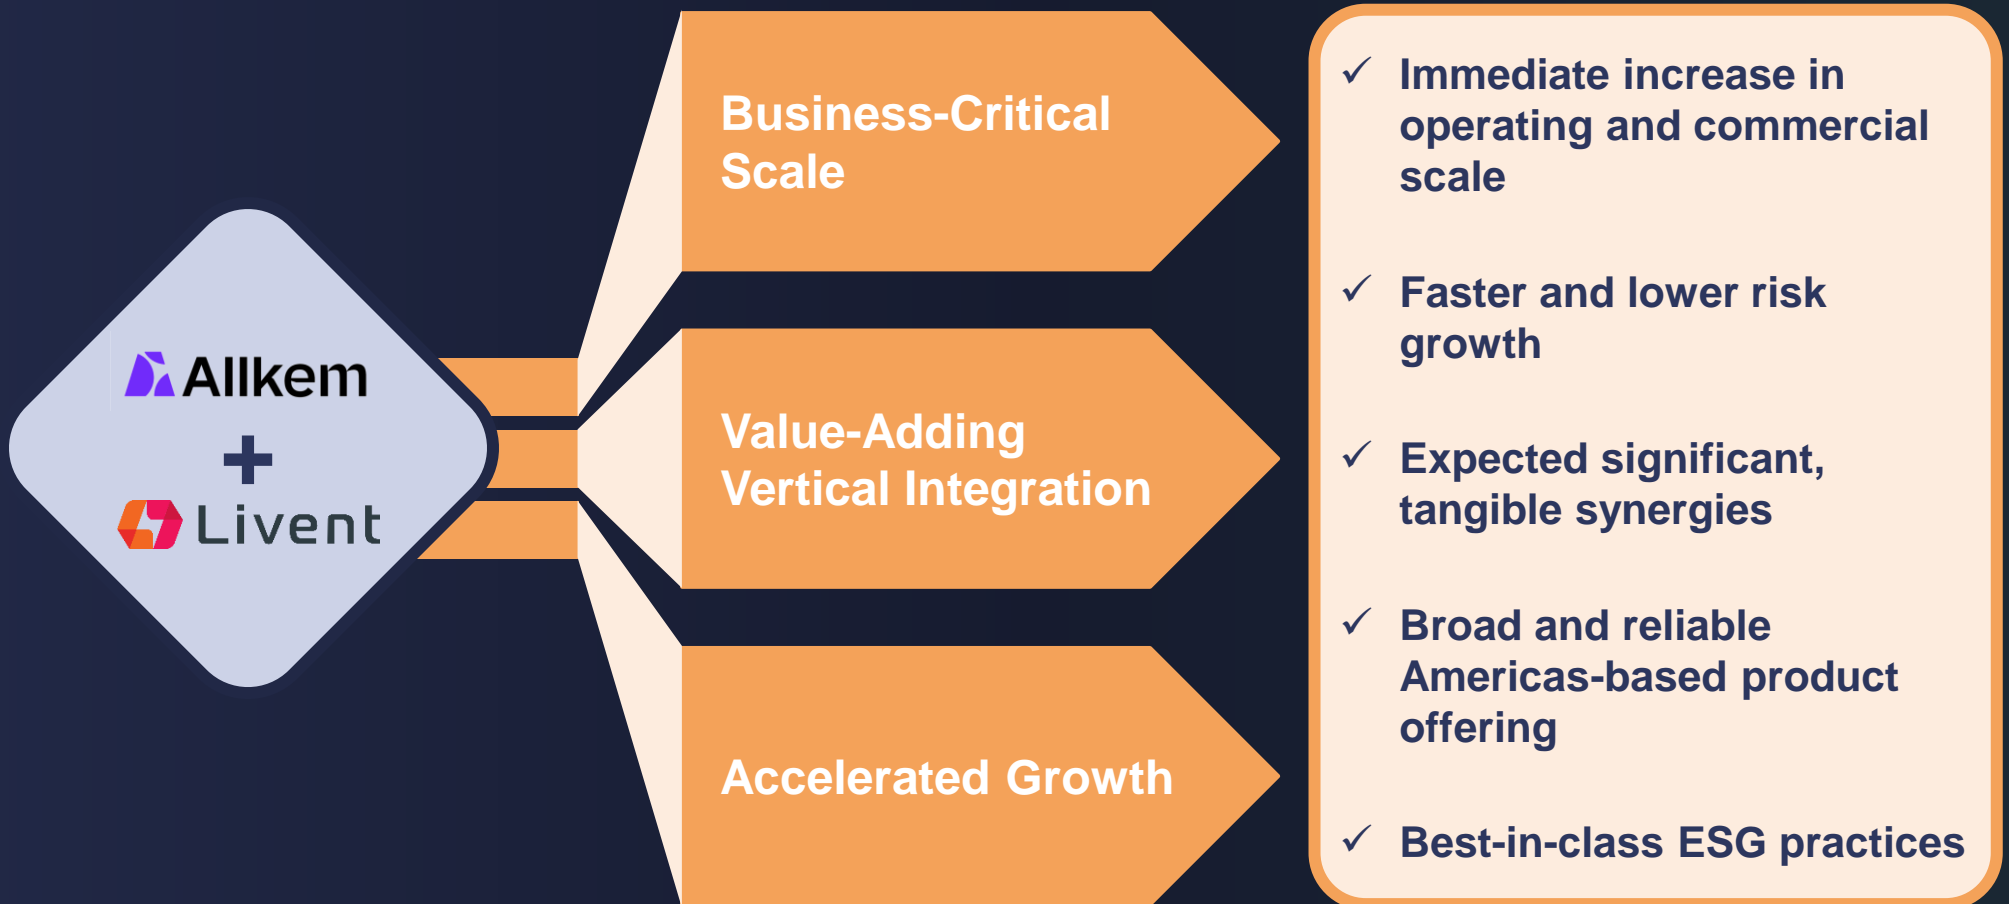 Allkem
+
Livent
Business-Critical
Scale
Value-Adding
Vertical Integration
Accelerated Growth
✓ Immediate increase in
operating and commercial
scale
✓ Faster and lower risk
growth
✓ Expected significant,
tangible synergies
✓ Broad and reliable
Americas-based product
offering
✓ Best-in-class ESG practices